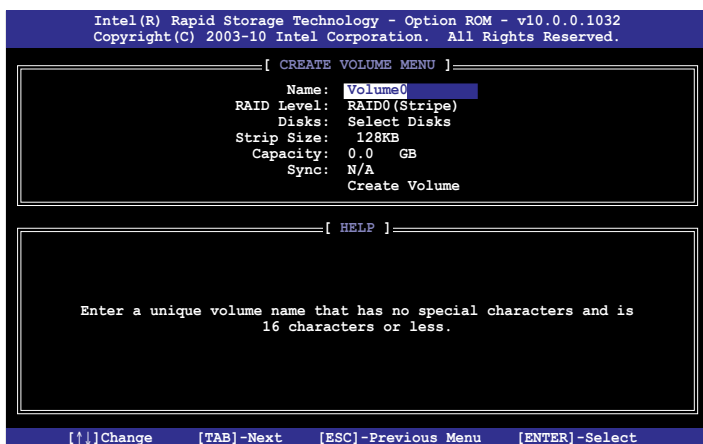 Intel(R) Rapid Storage Technology - Option ROM - v10.0.0.1032
Copyright(C) 2003-10 Intel Corporation. All Rights Reserved.
[ CREATE VOLUME MENU ]
Name: Volume0
RAID Level: RAID0(Stripe)
Disks: Select Disks
Strip Size: 128KB
Capacity: 0.0 GB
Sync: N/A
Create Volume
[ HELP ]
Enter a unique volume name that has no special characters and is
16 characters or less.
[↑↓]Change [TAB]-Next [ESC]-Previous Menu [ENTER]-Select